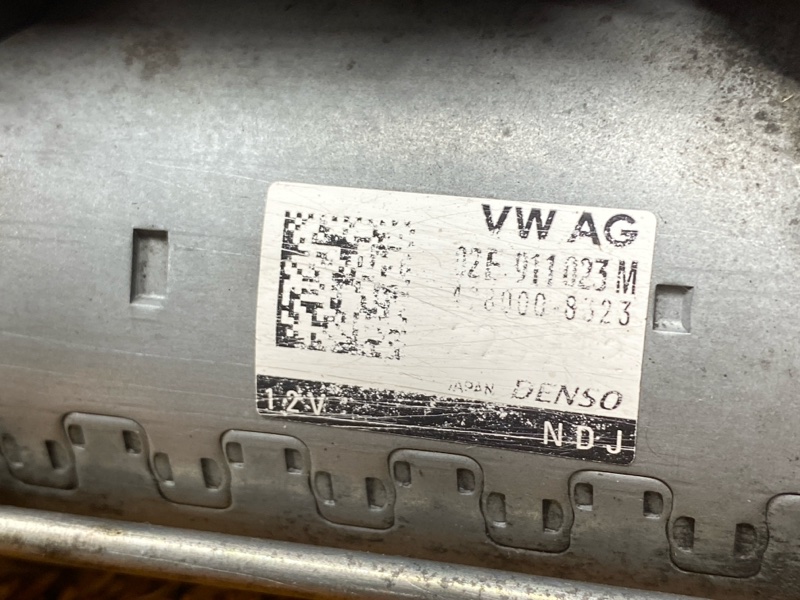 VW AG
02E 911 023 M
428000-8323
JAPAN DENSO
12V
NDJ